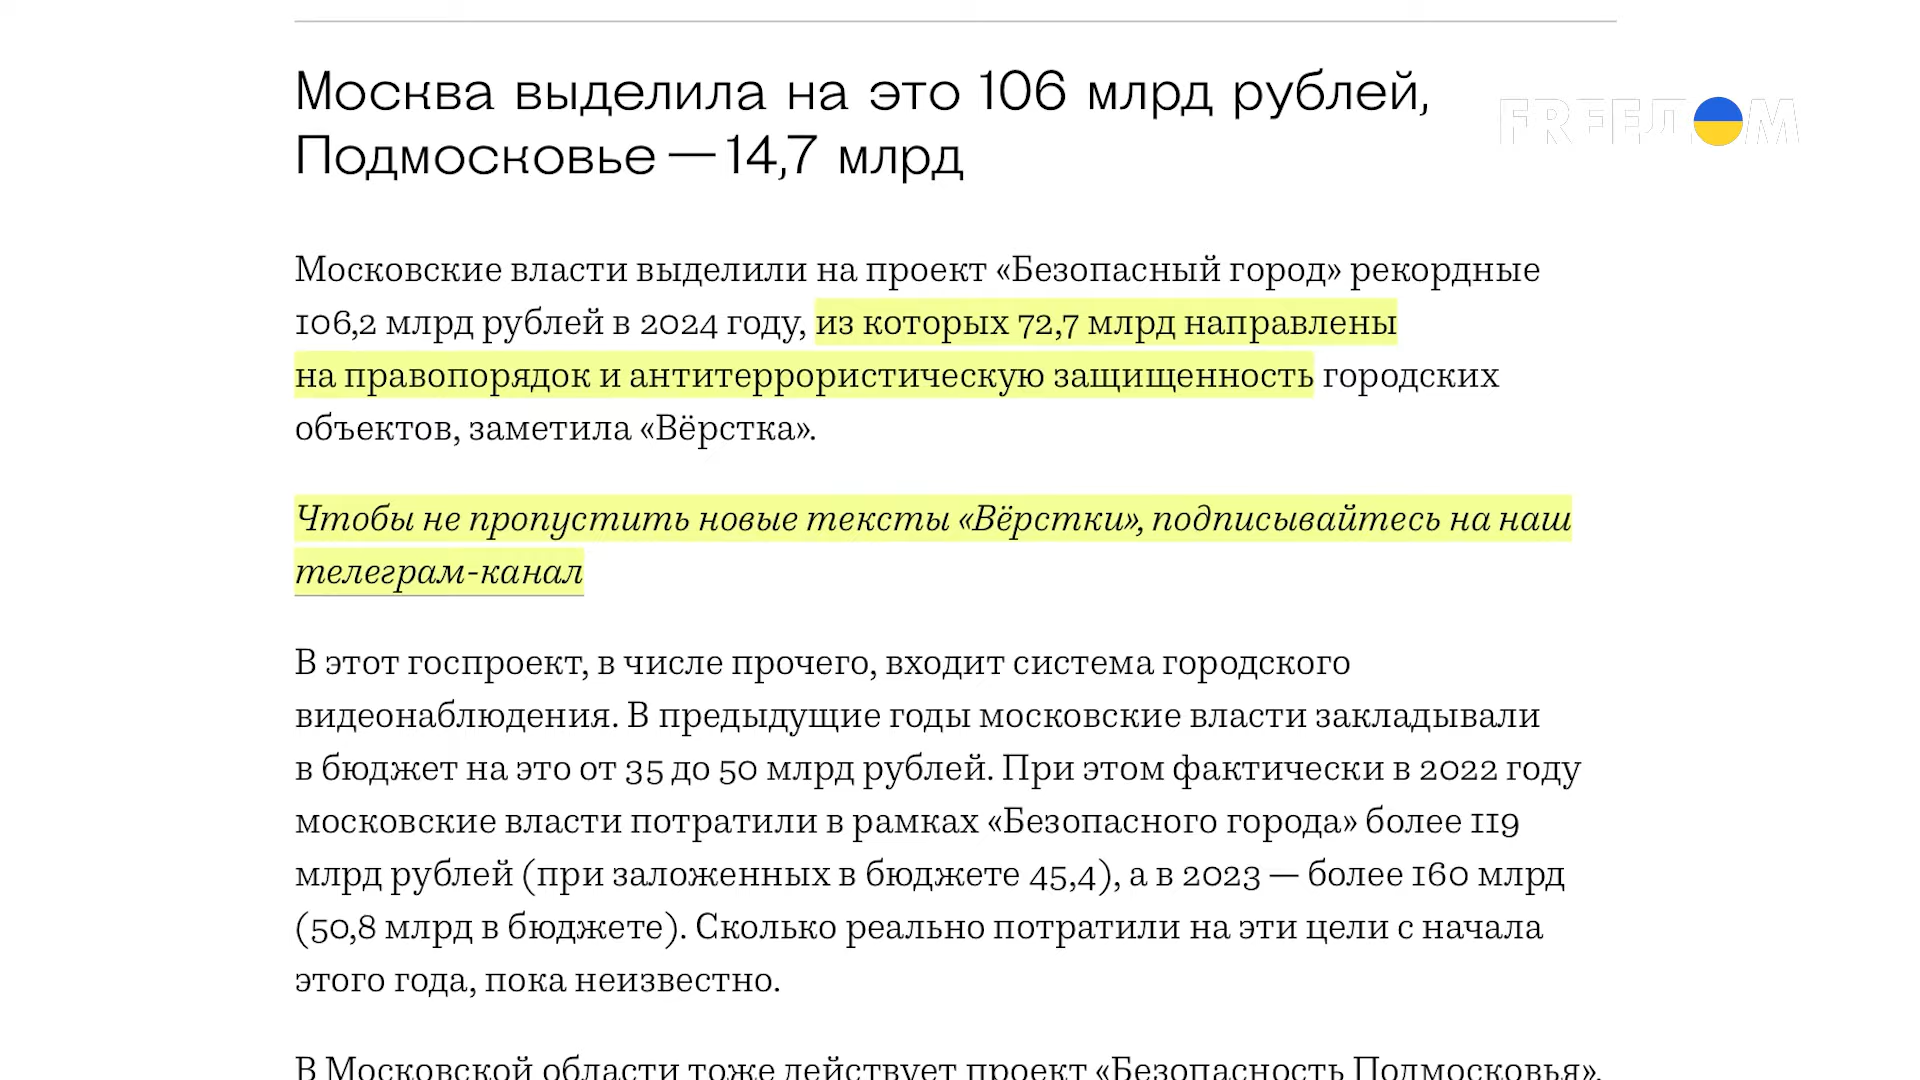 Москва выделила на это 106 млрд рублей,
Подмосковье — 14,7 млрд
FREEДOM
Московские власти выделили на проект «Безопасный город» рекордные
106,2 млрд рублей в 2024 году, из которых 72,7 млрд направлены
на правопорядок и антитеррористическую защищенность городских
объектов, заметила «Вёрстка».
Чтобы не пропустить новые тексты «Вёрстки», подписывайтесь на наш
телеграм-канал
В этот госпроект, в числе прочего, входит система городского
видеонаблюдения. В предыдущие годы московские власти закладывали
в бюджет на это от 35 до 50 млрд рублей. При этом фактически в 2022 году
московские власти потратили в рамках «Безопасного города» более 119
млрд рублей (при заложенных в бюджете 45,4), а в 2023 — более 160 млрд
(50,8 млрд в бюджете). Сколько реально потратили на эти цели с начала
этого года, пока неизвестно.
В Московской области тоже действует проект «Безопасность Подмосковья».